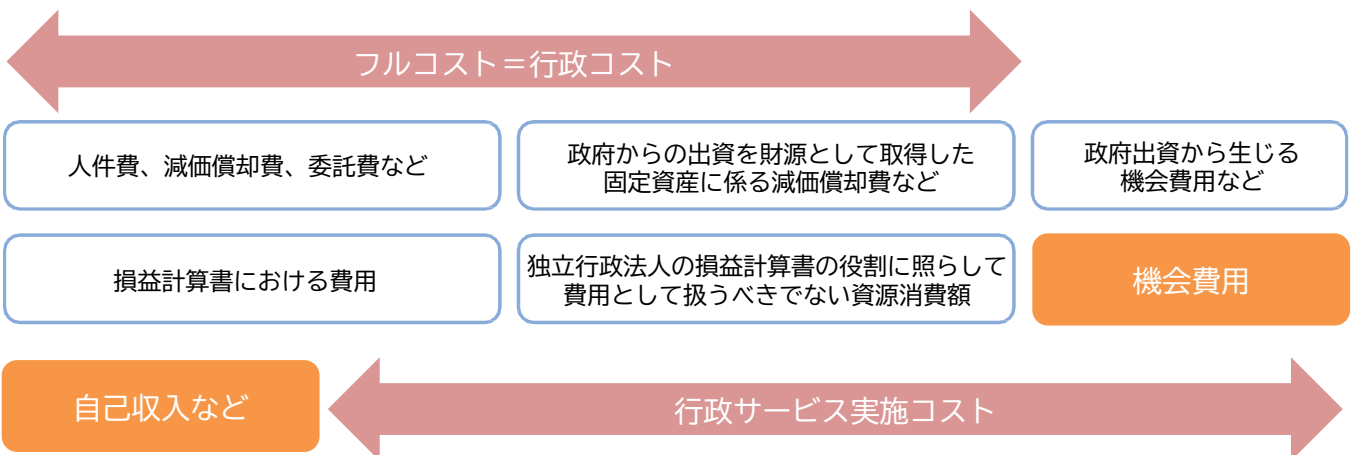 フルコスト＝行政コスト
人件費、減価償却費、委託費など
政府からの出資を財源として取得した
固定資産に係る減価償却費など
政府出資から生じる
機会費用など
損益計算書における費用
独立行政法人の損益計算書の役割に照らして
費用として扱うべきでない資源消費額
機会費用
自己収入など
行政サービス実施コスト